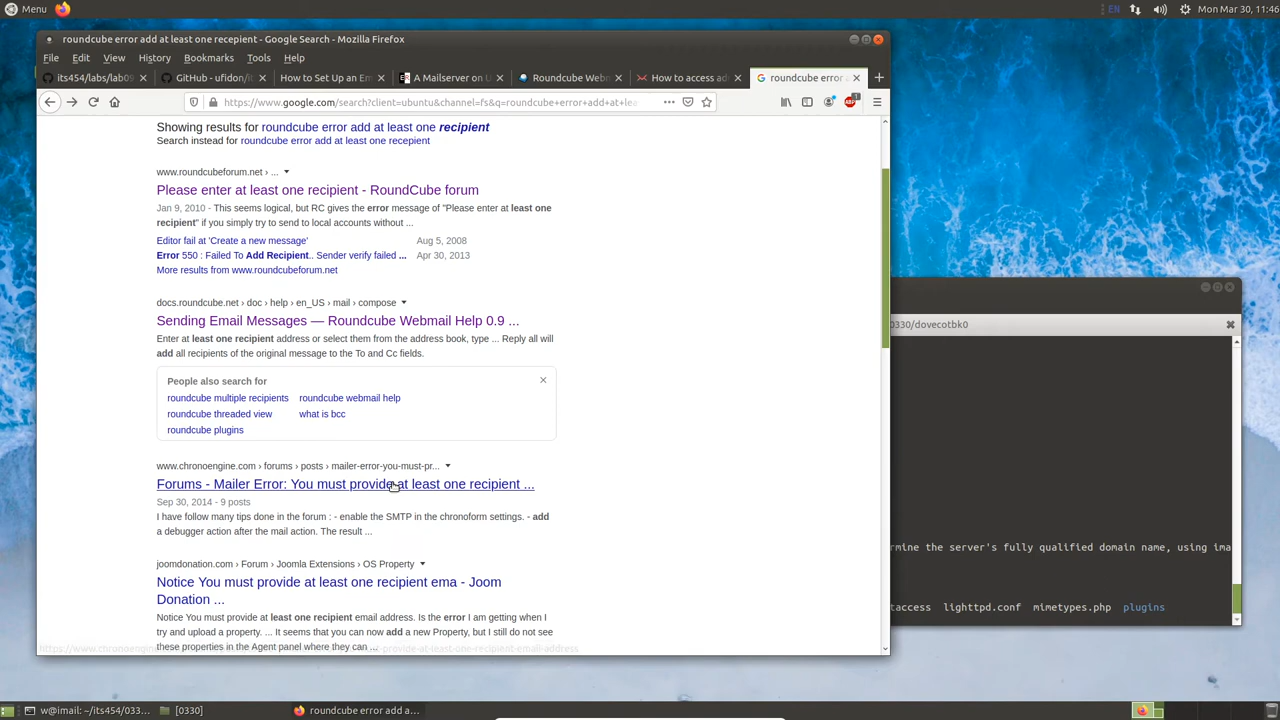 Menu
EN
Mon Mar 30, 11:46
roundcube error add at least one recepient - Google Search - Mozilla Firefox
File Edit View History Bookmarks Tools Help
its454/labs/lab09
GitHub - ufidon/it
How to Set Up an Em
A Mailserver on U
Roundcube Webm
How to access ad
roundcube error a
https://www.google.com/search?client=ubuntu&channel=fs&q=roundcube+error+add+at+lea
Showing results for roundcube error add at least one recipient
Search instead for roundcube error add at least one recepient
www.roundcubeforum.net › ...
Please enter at least one recipient - RoundCube forum
Jan 9, 2010 - This seems logical, but RC gives the error message of "Please enter at least one
recipient" if you simply try to send to local accounts without ...
Editor fail at 'Create a new message' Aug 5, 2008
Error 550 : Failed To Add Recipient.. Sender verify failed ... Apr 30, 2013
More results from www.roundcubeforum.net
docs.roundcube.net › doc › help › en_US › mail › compose
Sending Email Messages — Roundcube Webmail Help 0.9 ...
Enter at least one recipient address or select them from the address book, type ... Reply all will
add all recipients of the original message to the To and Cc fields.
People also search for
roundcube multiple recipients roundcube webmail help
roundcube threaded view what is bcc
roundcube plugins
www.chronoengine.com › forums › posts › mailer-error-you-must-pr...
Forums - Mailer Error: You must provide at least one recipient ...
Sep 30, 2014 - 9 posts
I have follow many tips done in the forum : - enable the SMTP in the chronoform settings. - add
a debugger action after the mail action. The result ...
joomdonation.com › Forum › Joomla Extensions › OS Property
Notice You must provide at least one recipient ema - Joom
Donation ...
Notice You must provide at least one recipient email address. Is the error I am getting when I
try and upload a property. ... It seems that you can now add a new Property, but I still do not see
these properties in the Agent panel where they can ...
0330/dovecotbk0
rmine the server's fully qualified domain name, using ima
taccess lighttpd.conf mimetypes.php plugins
w@imail: ~/its454/033...
[0330]
roundcube error add a...